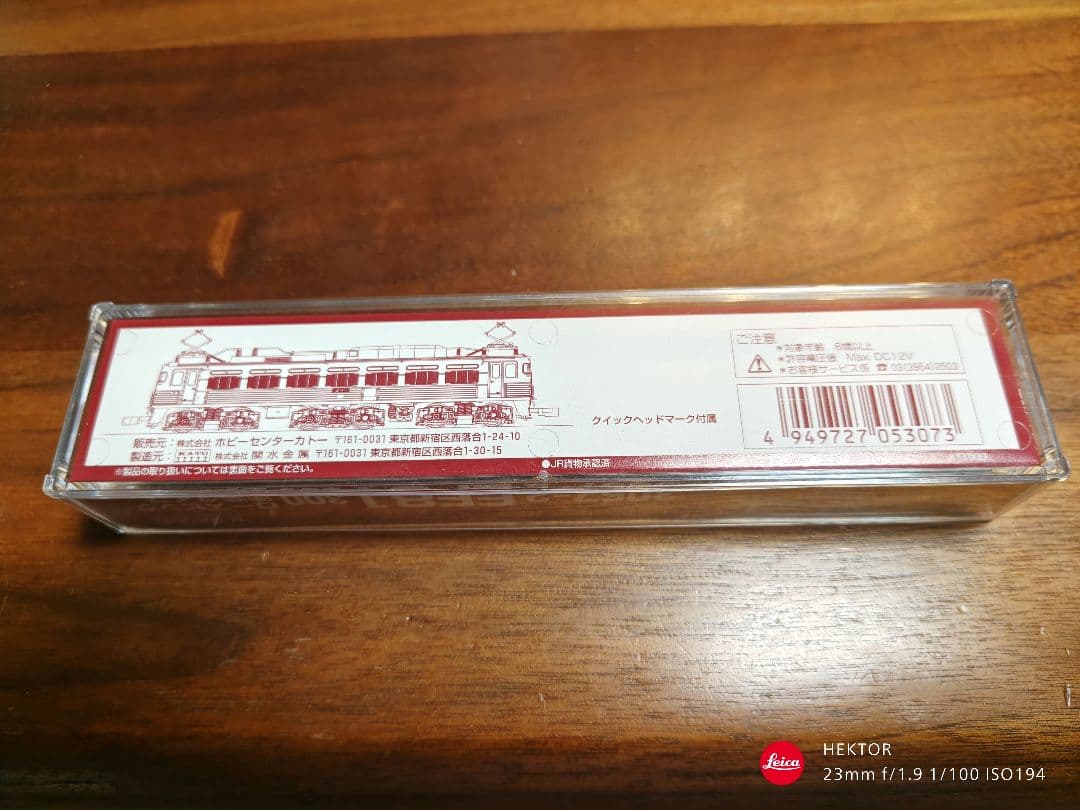 ご注意
*対象年齢 8歳以上
*許容電圧値 Max. DC12V
*お客様サービス係 ☎ 03(3954)2503
クイックヘッドマーク付属
4 949727 053073
販売元: 株式会社 ホビーセンターカトー 〒161-0031 東京都新宿区西落合1-24-10
製造元: KATO 株式会社 関水金属 〒161-0031 東京都新宿区西落合1-30-15
※製品の取り扱いについては裏面をご覧ください。
●JR貨物承認済
Leica
HEKTOR
23mm f/1.9 1/100 ISO194